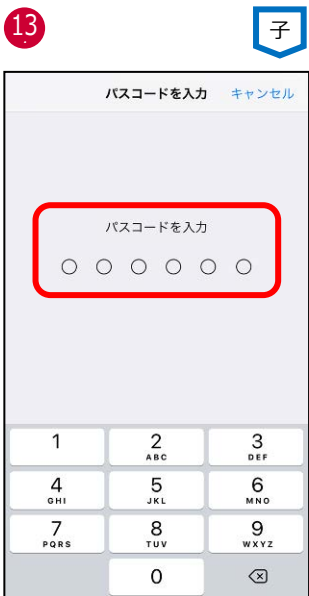 13
子
パスコードを入力 キャンセル
パスコードを入力
1 2 3
ABC DEF
4 5 6
GHI JKL MNO
7 8 9
PQRS TUV WXYZ
0